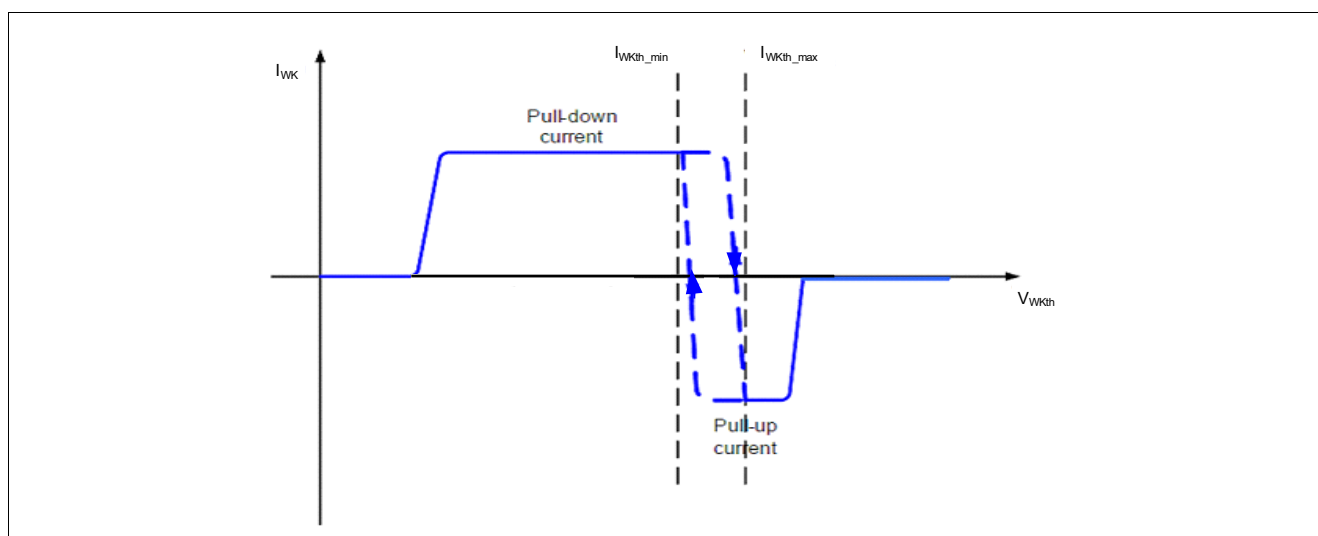 I_WKth_min
I_WKth_max
I_WK
Pull-down
current
V_WKth
Pull-up
current